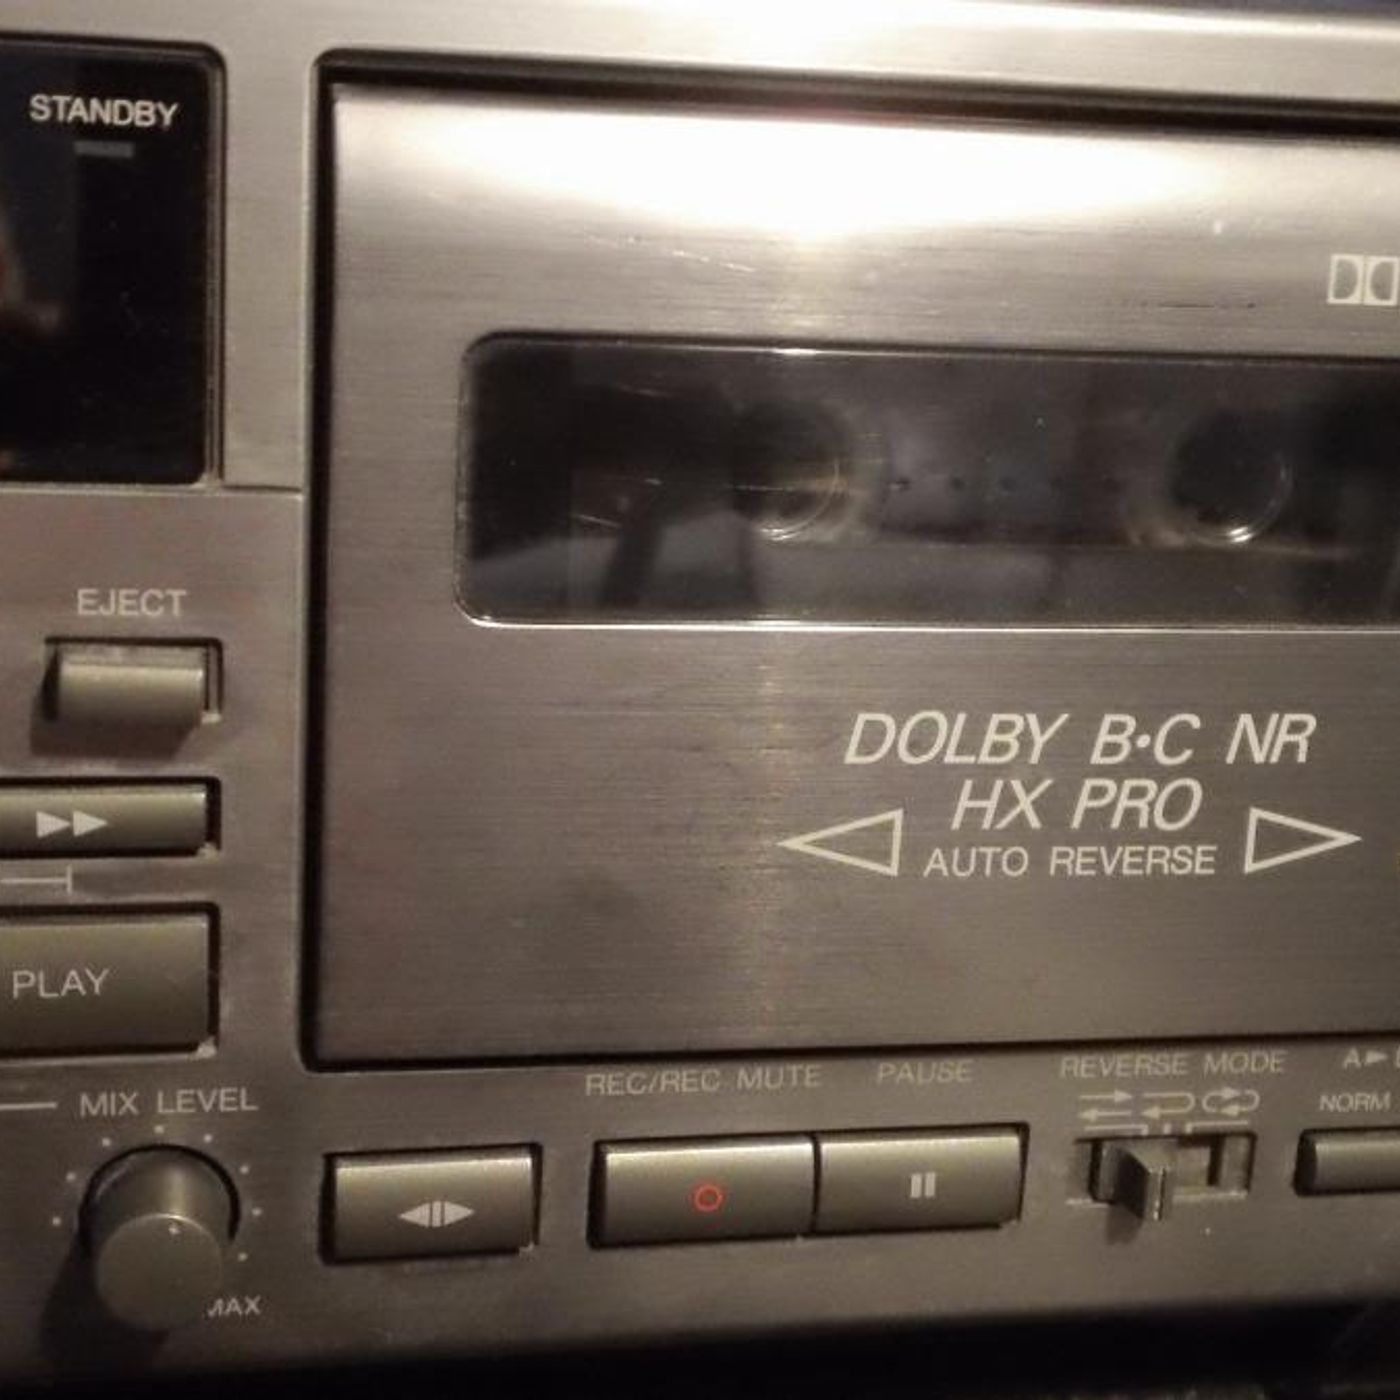 STANDBY
EJECT
DOLBY B•C NR
HX PRO
AUTO REVERSE
PLAY
REC/REC MUTE
PAUSE
REVERSE MODE
A►
NORM
MIX LEVEL
MAX